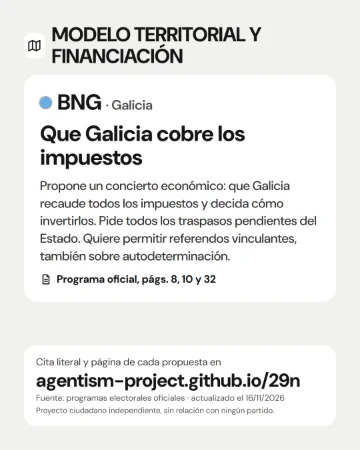 MODELO TERRITORIAL Y
FINANCIACIÓN
BNG · Galicia
Que Galicia cobre los
impuestos
Propone un concierto económico: que Galicia
recaude todos los impuestos y decida cómo
invertirlos. Pide todos los traspasos pendientes del
Estado. Quiere permitir referendos vinculantes,
también sobre autodeterminación.
Programa oficial, págs. 8, 10 y 32
Cita literal y página de cada propuesta en
agentism-project.github.io/29n
Fuente: programas electorales oficiales · actualizado el 16/11/2026
Proyecto ciudadano independiente, sin relación con ningún partido.